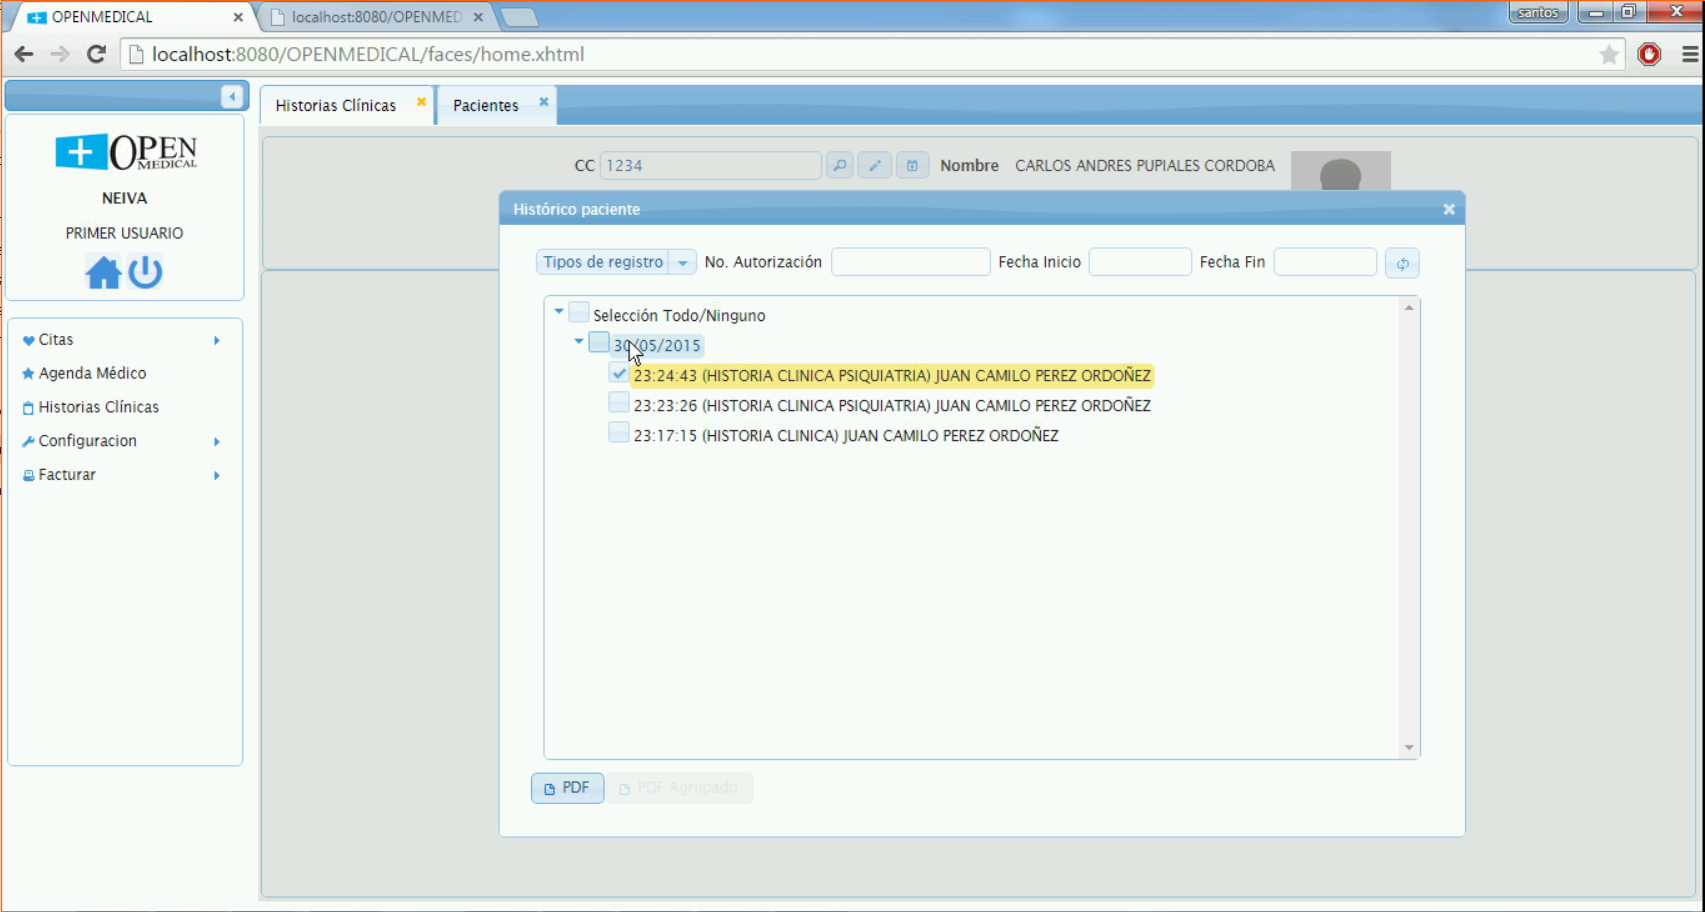 OPENMEDICAL
localhost:8080/OPENMED
santos
localhost:8080/OPENMEDICAL/faces/home.xhtml
OPEN
MEDICAL
NEIVA
PRIMER USUARIO
Citas
Agenda Médico
Historias Clínicas
Configuracion
Facturar
Historias Clínicas
Pacientes
CC 1234 Nombre CARLOS ANDRES PUPIALES CORDOBA
Histórico paciente
Tipos de registro No. Autorización Fecha Inicio Fecha Fin
Selección Todo/Ninguno
30/05/2015
23:24:43 (HISTORIA CLINICA PSIQUIATRIA) JUAN CAMILO PEREZ ORDOÑEZ
23:23:26 (HISTORIA CLINICA PSIQUIATRIA) JUAN CAMILO PEREZ ORDOÑEZ
23:17:15 (HISTORIA CLINICA) JUAN CAMILO PEREZ ORDOÑEZ
PDF PDF Agrupado